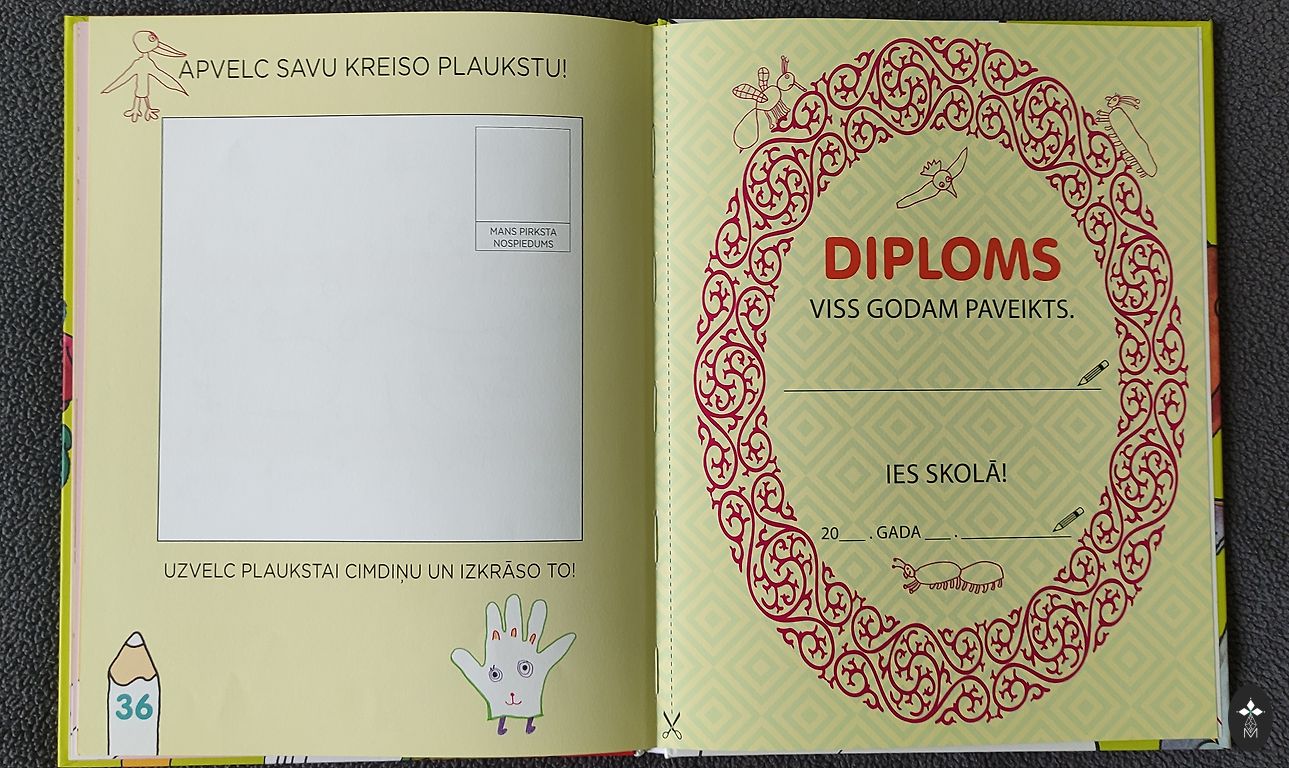 APVELC SAVU KREISO PLAUKSTU!
MANS PIRKSTA
NOSPIEDUMS
UZVELC PLAUKSTAI CIMDIŅU UN IZKRĀSO TO!
36
DIPLOMS
VISS GODAM PAVEIKTS.
IES SKOLĀ!
20___ . GADA ___ . ____________